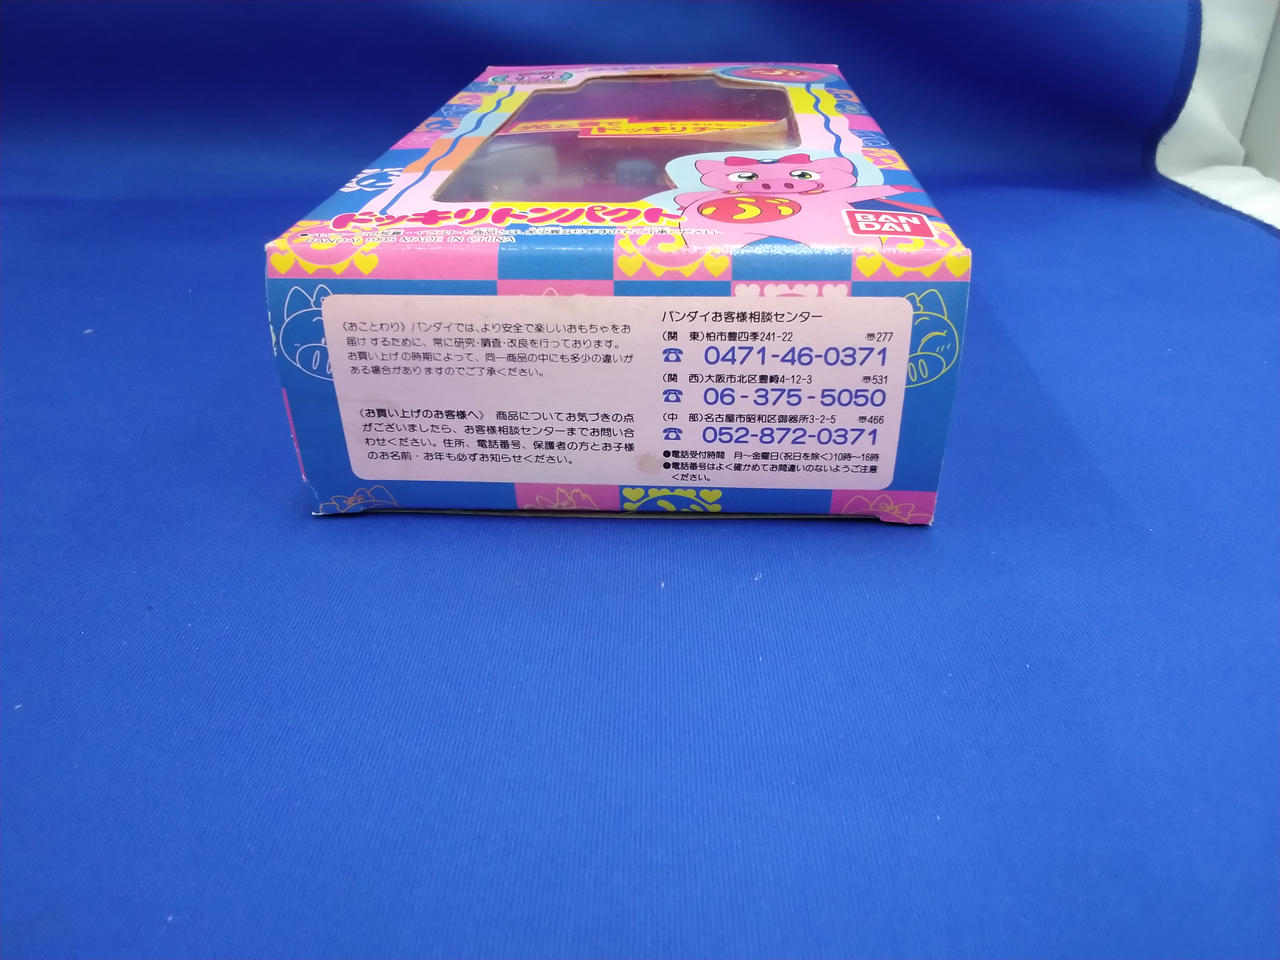 ぶ
光と音で
ドッキリチャ
ドッキリトンパクト
ぶ
BAN
DAI
MADE IN CHINA
《おことわり》バンダイでは、より安全で楽しいおもちゃをお
届けするために、常に研究・調査・改良を行っております。
お買い上げの時期によって、同一商品の中にも多少の違いが
ある場合がありますのでご了承ください。
《お買い上げのお客様へ》 商品についてお気づきの点
がございましたら、お客様相談センターまでお問い合
わせください。住所、電話番号、保護者の方とお子様
のお名前・お年も必ずお知らせください。
バンダイお客様相談センター
(関 東)柏市豊四季241-22 〠277
☎ 0471-46-0371
(関 西)大阪市北区豊崎4-12-3 〠531
☎ 06-375-5050
(中 部)名古屋市昭和区御器所3-2-5 〠466
☎ 052-872-0371
●電話受付時間 月〜金曜日(祝日を除く)10時〜16時
●電話番号はよく確かめてお間違いのないようご注意
ください。